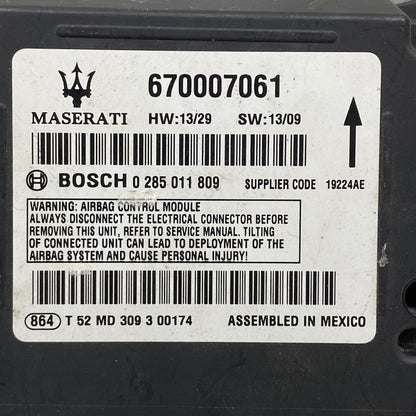 670007061
MASERATI HW:13/29 SW:13/09
BOSCH 0 285 011 809 SUPPLIER CODE 19224AE
WARNING: AIRBAG CONTROL MODULE
ALWAYS DISCONNECT THE ELECTRICAL CONNECTOR BEFORE
REMOVING THIS UNIT, REFER TO SERVICE MANUAL. TILTING
OF CONNECTED UNIT CAN LEAD TO DEPLOYMENT OF THE
AIRBAG SYSTEM AND CAUSE PERSONAL INJURY!
864 T 52 MD 309 3 00174 ASSEMBLED IN MEXICO